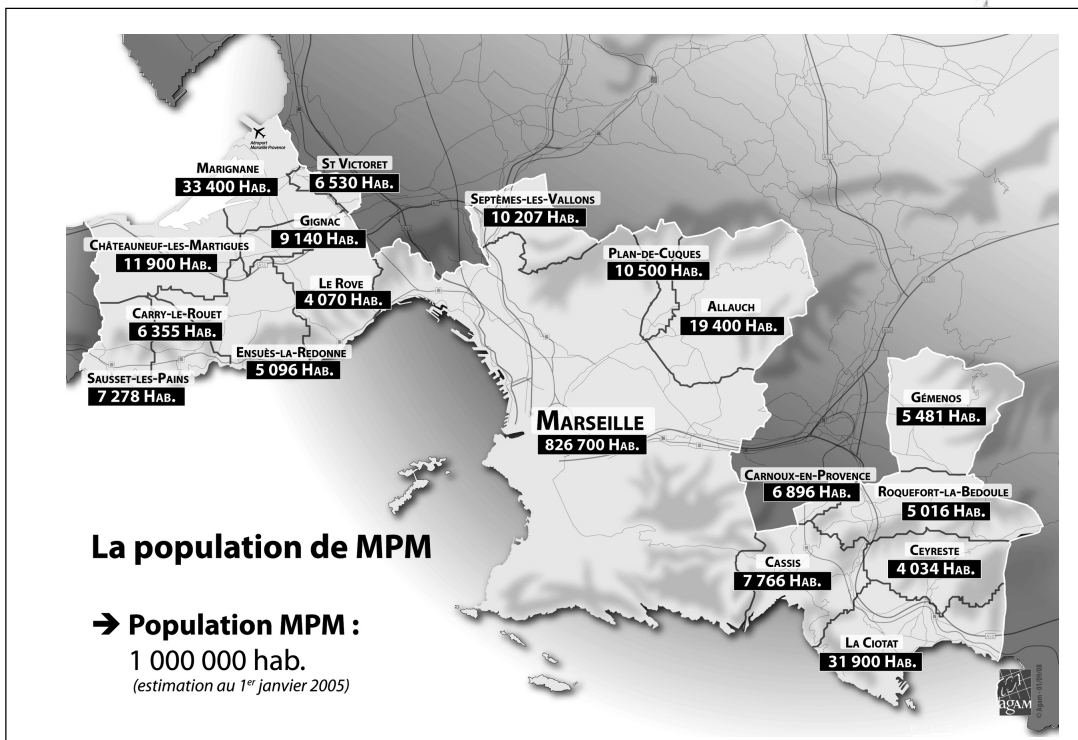 Aéroport
Marseille Provence
MARIGNANE
33 400 HAB.
ST VICTORET
6 530 HAB.
SEPTÈMES-LES-VALLONS
10 207 HAB.
GIGNAC
9 140 HAB.
CHÂTEAUNEUF-LES-MARTIGUES
11 900 HAB.
PLAN-DE-CUQUES
10 500 HAB.
LE ROVE
4 070 HAB.
ALLAUCH
19 400 HAB.
CARRY-LE-ROUET
6 355 HAB.
ENSUÈS-LA-REDONNE
5 096 HAB.
SAUSSET-LES-PAINS
7 278 HAB.
GÉMENOS
5 481 HAB.
MARSEILLE
826 700 HAB.
CARNOUX-EN-PROVENCE
6 896 HAB.
ROQUEFORT-LA-BEDOULE
5 016 HAB.
La population de MPM
CEYRESTE
4 034 HAB.
CASSIS
7 766 HAB.
➔ Population MPM :
1 000 000 hab.
(estimation au 1er janvier 2005)
LA CIOTAT
31 900 HAB.
agAM
© Agam - 01/09/08